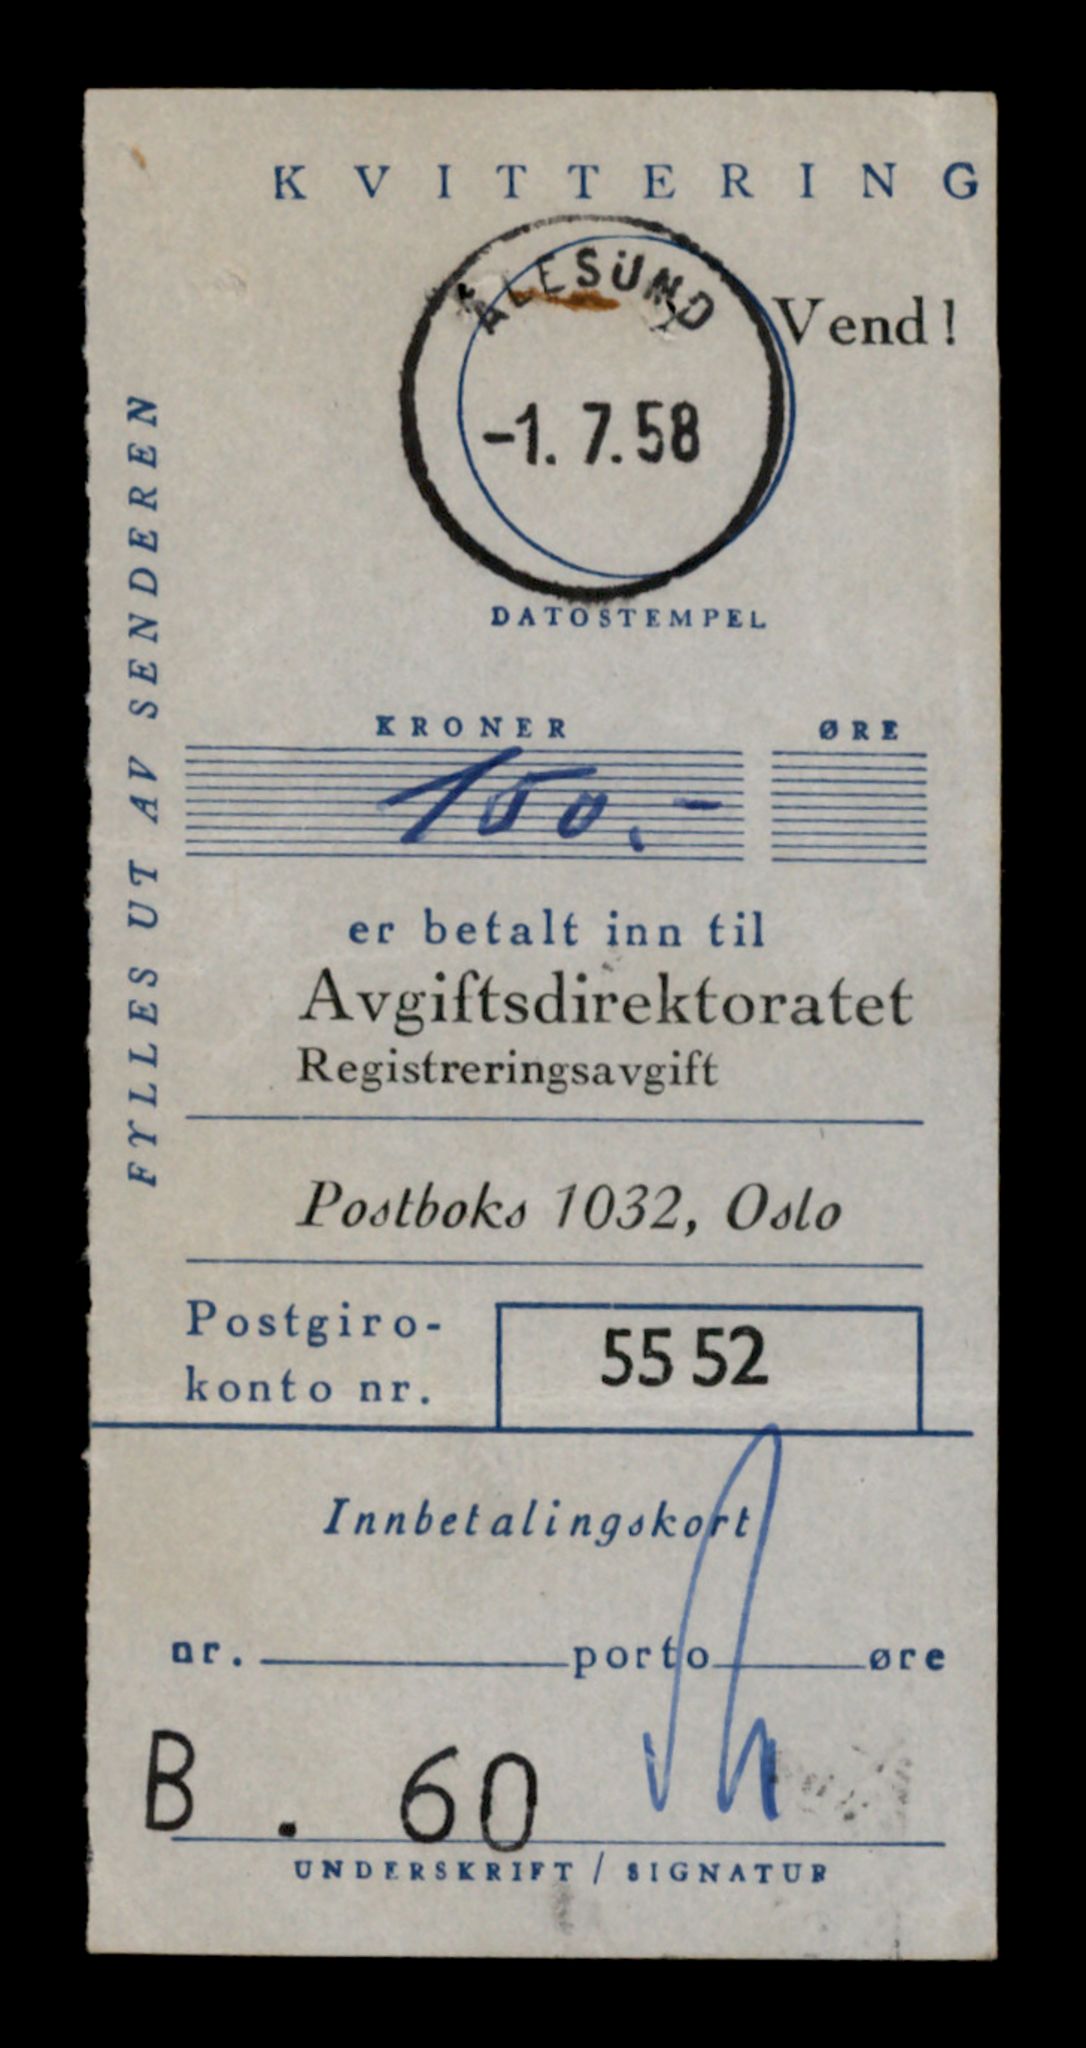 KVITTERING
ÅLESUND
Vend!
-1. 7. 58
DATOSTEMPEL
FYLLES UT AV SENDEREN
KRONER ØRE
150.-
er betalt inn til
Avgiftsdirektoratet
Registreringsavgift
Postboks 1032, Oslo
Postgiro-
konto nr.
55 52
Innbetalingskort
nr. porto øre
B . 60
UNDERSKRIFT / SIGNATUR